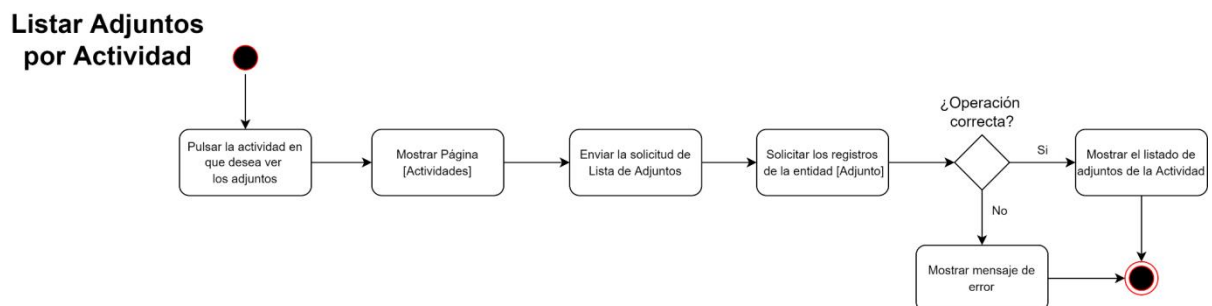 Listar Adjuntos
por Actividad
Pulsar la actividad en
que desea ver
los adjuntos
Mostrar Página
[Actividades]
Enviar la solicitud de
Lista de Adjuntos
Solicitar los registros
de la entidad [Adjunto]
¿Operación
correcta?
Si
Mostrar el listado de
adjuntos de la Actividad
No
Mostrar mensaje de
error